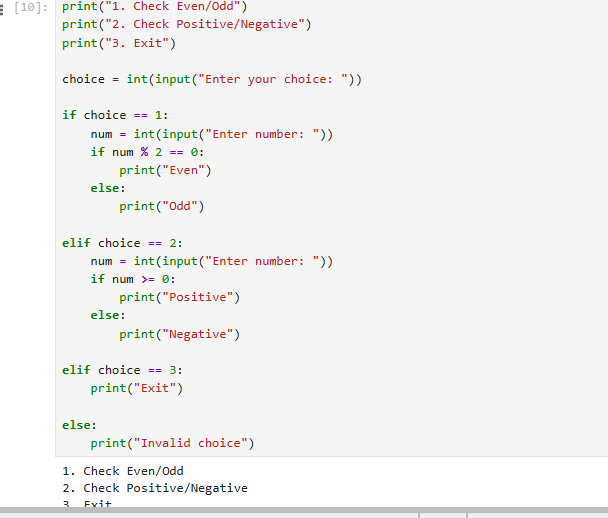 [10]:
print("1. Check Even/Odd")
print("2. Check Positive/Negative")
print("3. Exit")
choice = int(input("Enter your choice: "))
if choice == 1:
    num = int(input("Enter number: "))
    if num % 2 == 0:
        print("Even")
    else:
        print("Odd")
elif choice == 2:
    num = int(input("Enter number: "))
    if num >= 0:
        print("Positive")
    else:
        print("Negative")
elif choice == 3:
    print("Exit")
else:
    print("Invalid choice")
1. Check Even/Odd
2. Check Positive/Negative
3. Exit